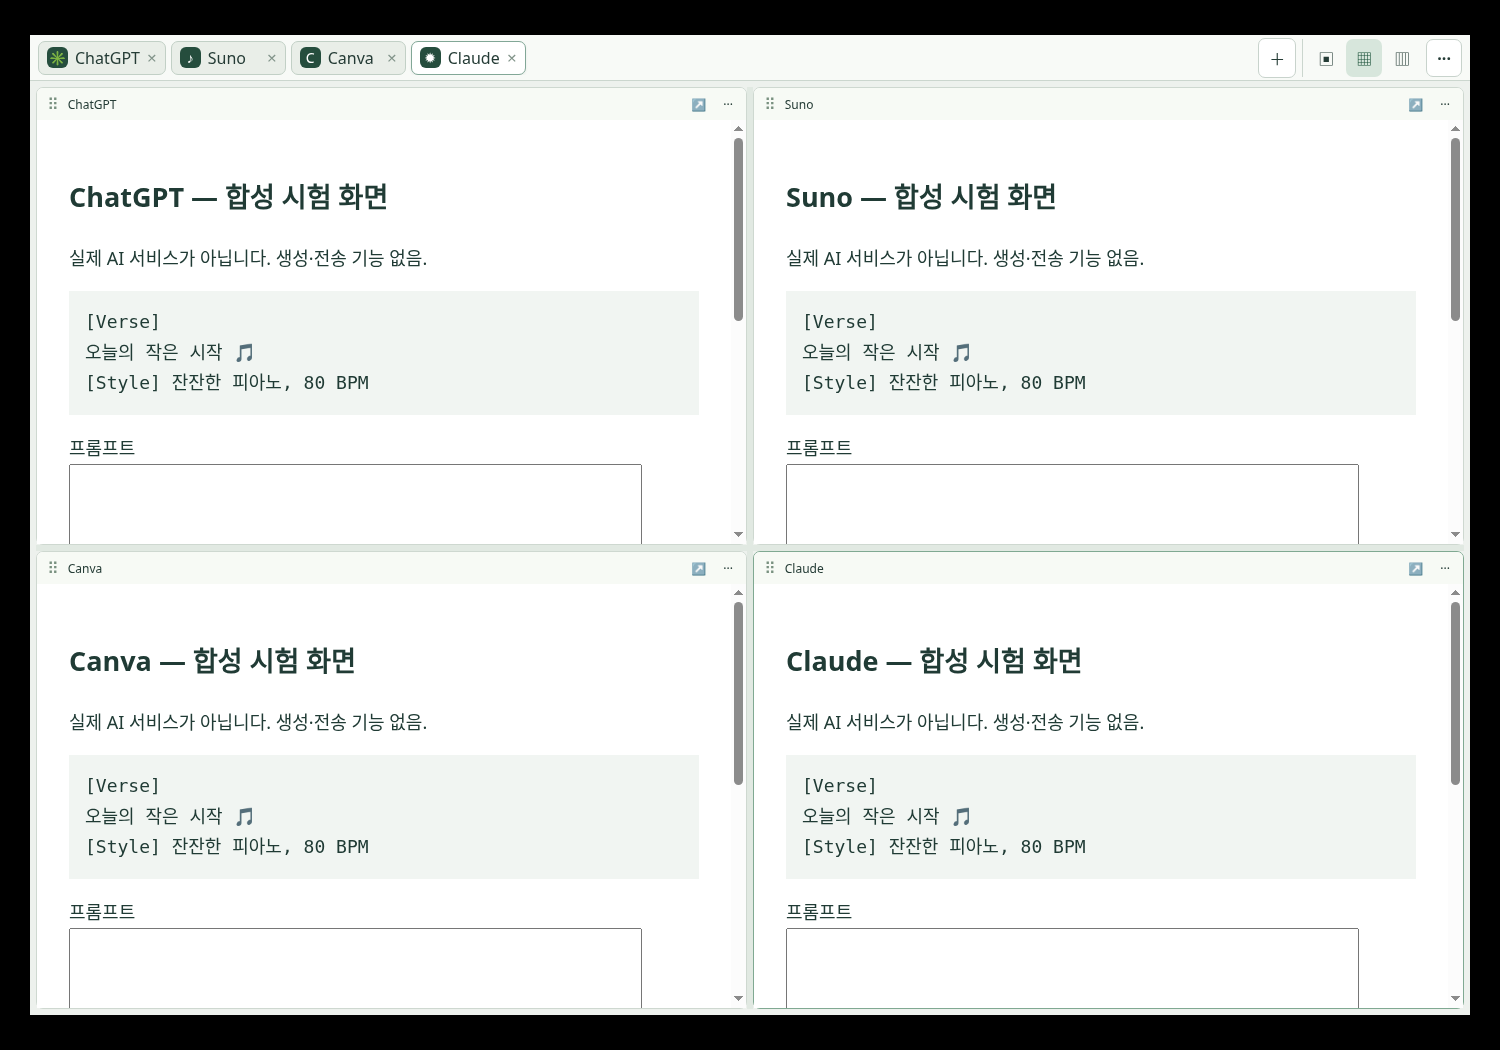 ChatGPT
Suno
Canva
Claude
ChatGPT
ChatGPT — 합성 시험 화면
실제 AI 서비스가 아닙니다. 생성·전송 기능 없음.
[Verse]
오늘의 작은 시작 🎵
[Style] 잔잔한 피아노, 80 BPM
프롬프트
Suno
Suno — 합성 시험 화면
실제 AI 서비스가 아닙니다. 생성·전송 기능 없음.
[Verse]
오늘의 작은 시작 🎵
[Style] 잔잔한 피아노, 80 BPM
프롬프트
Canva
Canva — 합성 시험 화면
실제 AI 서비스가 아닙니다. 생성·전송 기능 없음.
[Verse]
오늘의 작은 시작 🎵
[Style] 잔잔한 피아노, 80 BPM
프롬프트
Claude
Claude — 합성 시험 화면
실제 AI 서비스가 아닙니다. 생성·전송 기능 없음.
[Verse]
오늘의 작은 시작 🎵
[Style] 잔잔한 피아노, 80 BPM
프롬프트